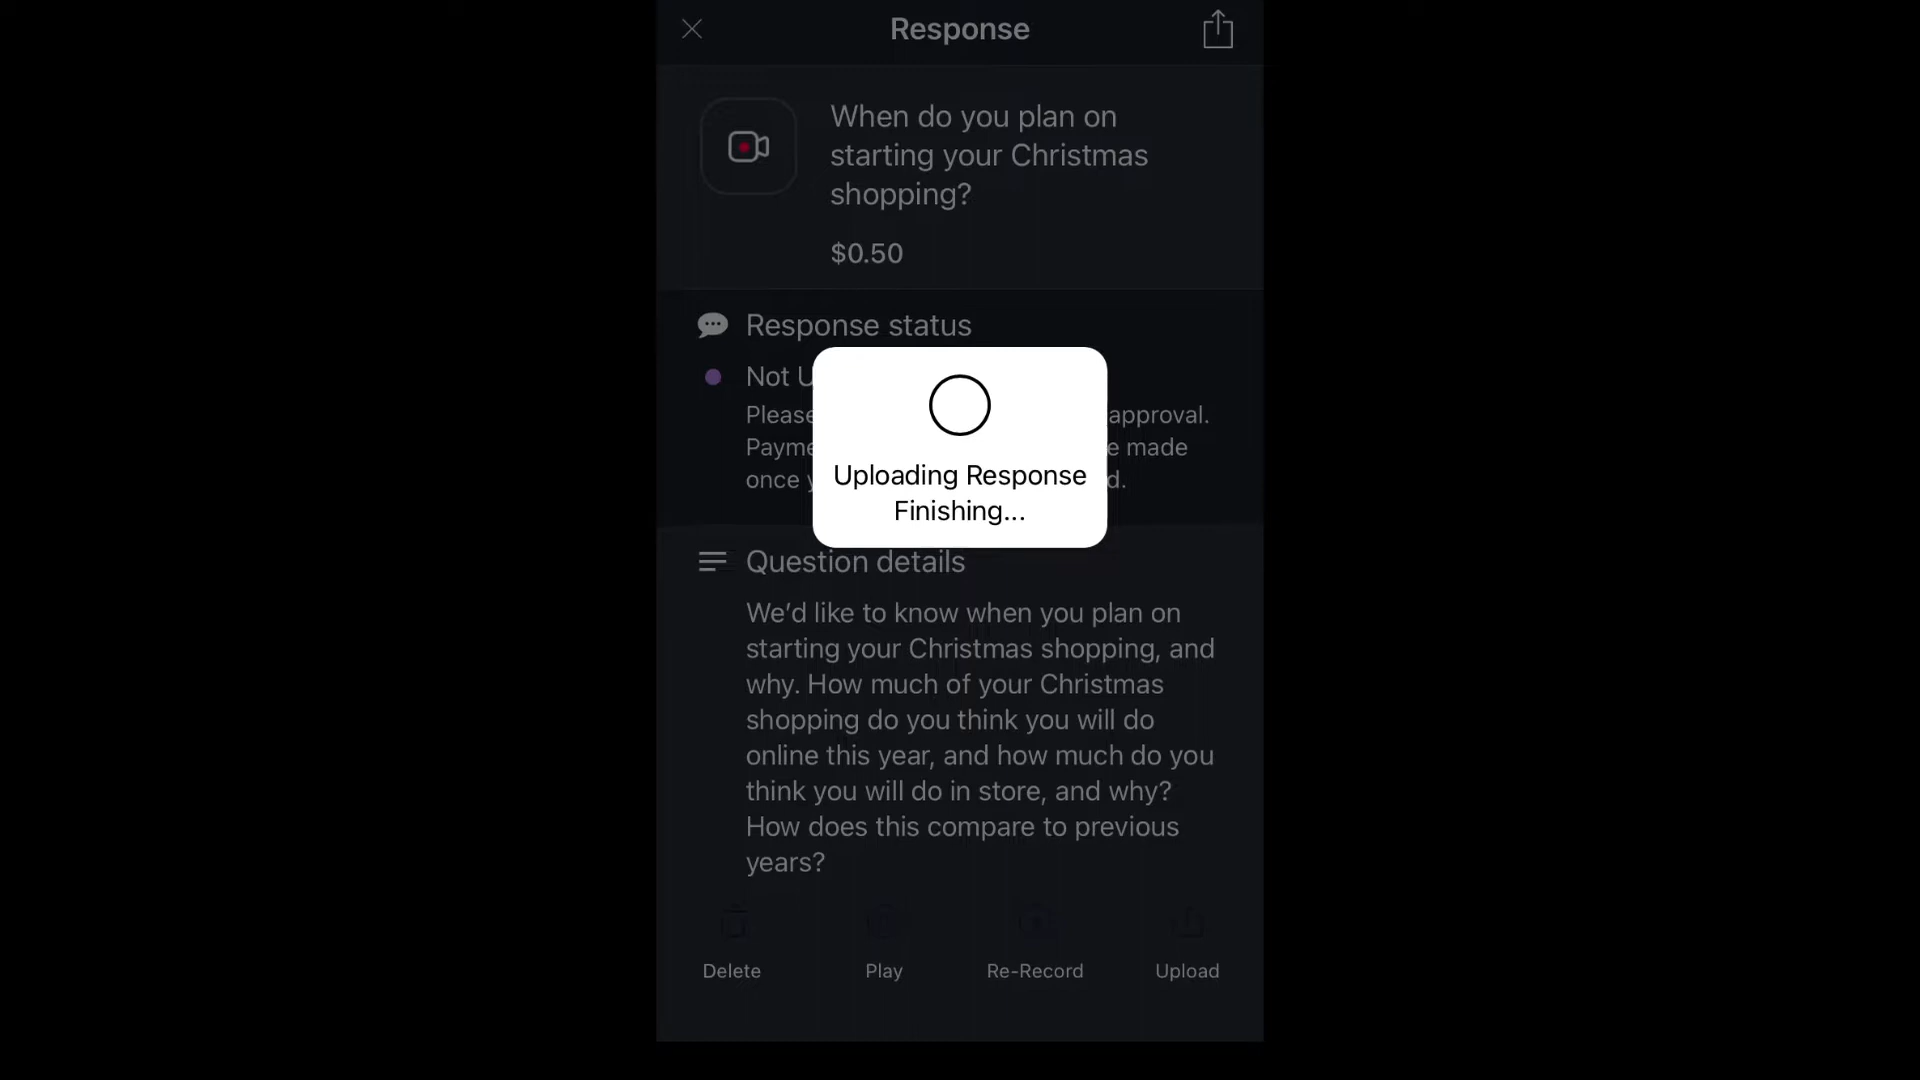 Response
When do you plan on
starting your Christmas
shopping?
$0.50
Response status
Not U
Please approval.
made
once
Uploading Response
Finishing...
Question details
We’d like to know when you plan on
starting your Christmas shopping, and
why. How much of your Christmas
shopping do you think you will do
online this year, and how much do you
think you will do in store, and why?
How does this compare to previous
years?
Delete
Play
Re-Record
Upload